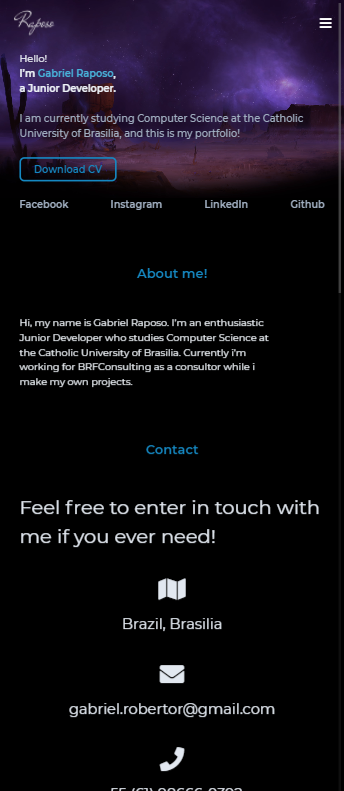 Raposo
Hello!
I'm Gabriel Raposo,
a Junior Developer.
I am currently studying Computer Science at the Catholic
University of Brasilia, and this is my portfolio!
Download CV
Facebook Instagram LinkedIn Github
About me!
Hi, my name is Gabriel Raposo. I'm an enthusiastic
Junior Developer who studies Computer Science at
the Catholic University of Brasilia. Currently i'm
working for BRFConsulting as a consultor while i
make my own projects.
Contact
Feel free to enter in touch with
me if you ever need!
Brazil, Brasilia
gabriel.robertor@gmail.com